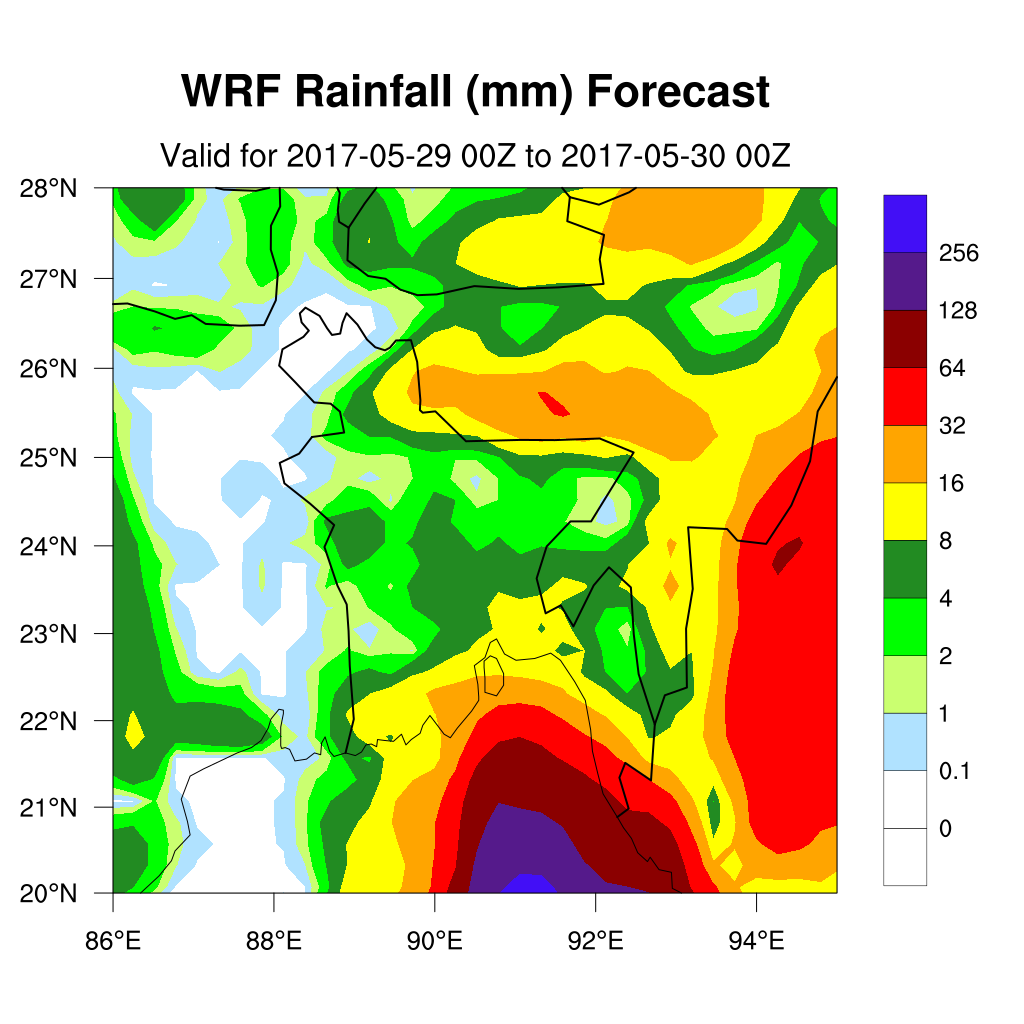 WRF Rainfall (mm) Forecast
Valid for 2017-05-29 00Z to 2017-05-30 00Z
28°N
27°N
26°N
25°N
24°N
23°N
22°N
21°N
20°N
86°E 88°E 90°E 92°E 94°E
256
128
64
32
16
8
4
2
1
0.1
0